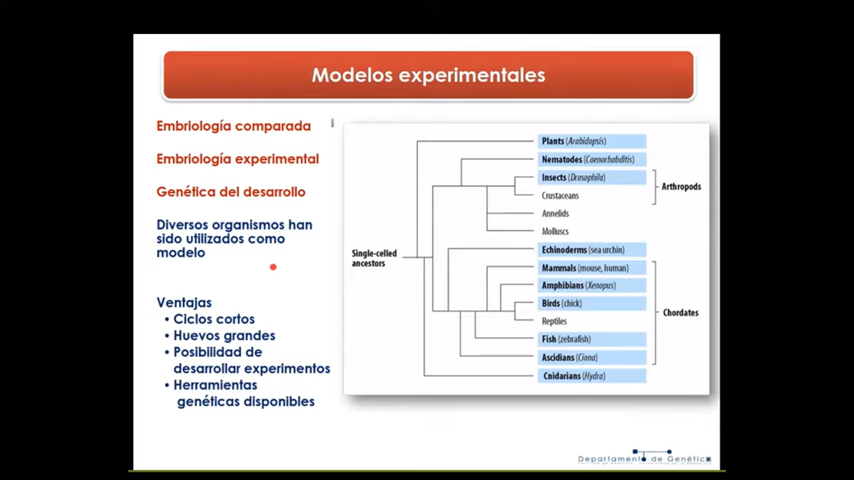 Modelos experimentales
Embriología comparada
Embriología experimental
Genética del desarrollo
Diversos organismos han
sido utilizados como
modelo
Ventajas
• Ciclos cortos
• Huevos grandes
• Posibilidad de
desarrollar experimentos
• Herramientas
genéticas disponibles
Single-celled
ancestors
Plants (Arabidopsis)
Nematodes (Caenorhabditis)
Insects (Drosophila)
Crustaceans
Annelids
Molluscs
Echinoderms (sea urchin)
Mammals (mouse, human)
Amphibians (Xenopus)
Birds (chick)
Reptiles
Fish (zebrafish)
Ascidians (Ciona)
Cnidarians (Hydra)
Arthropods
Chordates
Departamento de Genética